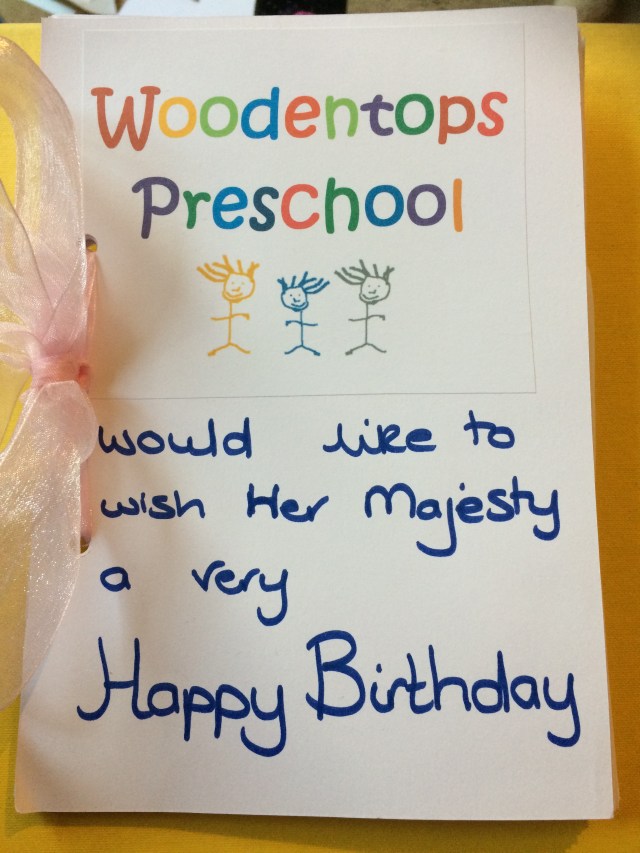 Woodentops
Preschool
would like to
wish Her Majesty
a very
Happy Birthday